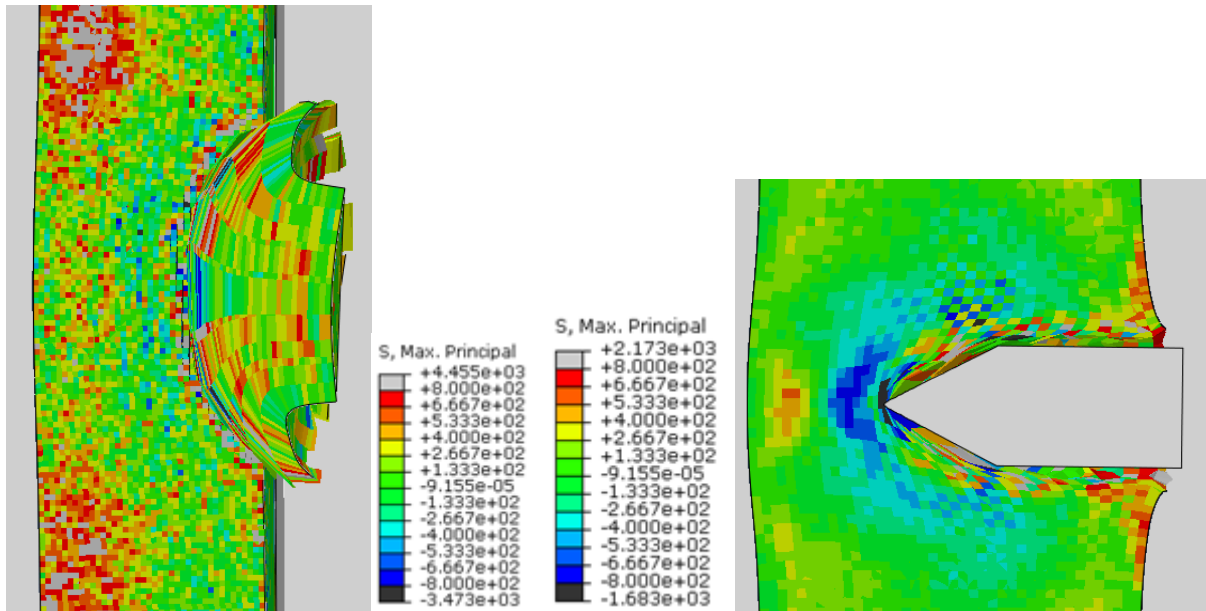 S, Max. Principal
+4.455e+03
+8.000e+02
+6.667e+02
+5.333e+02
+4.000e+02
+2.667e+02
+1.333e+02
-9.155e-05
-1.333e+02
-2.667e+02
-4.000e+02
-5.333e+02
-6.667e+02
-8.000e+02
-3.473e+03
S, Max. Principal
+2.173e+03
+8.000e+02
+6.667e+02
+5.333e+02
+4.000e+02
+2.667e+02
+1.333e+02
-9.155e-05
-1.333e+02
-2.667e+02
-4.000e+02
-5.333e+02
-6.667e+02
-8.000e+02
-1.683e+03